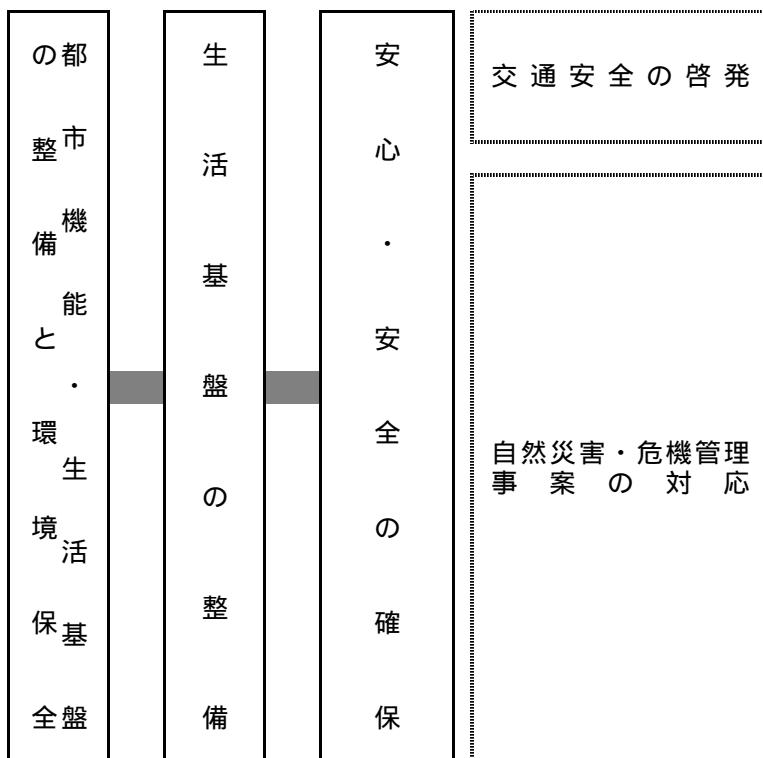 都市機能・生活基盤
の整備と環境保全
生活基盤の整備
安心・安全の確保
交通安全の啓発
自然災害・危機管理
事案の対応